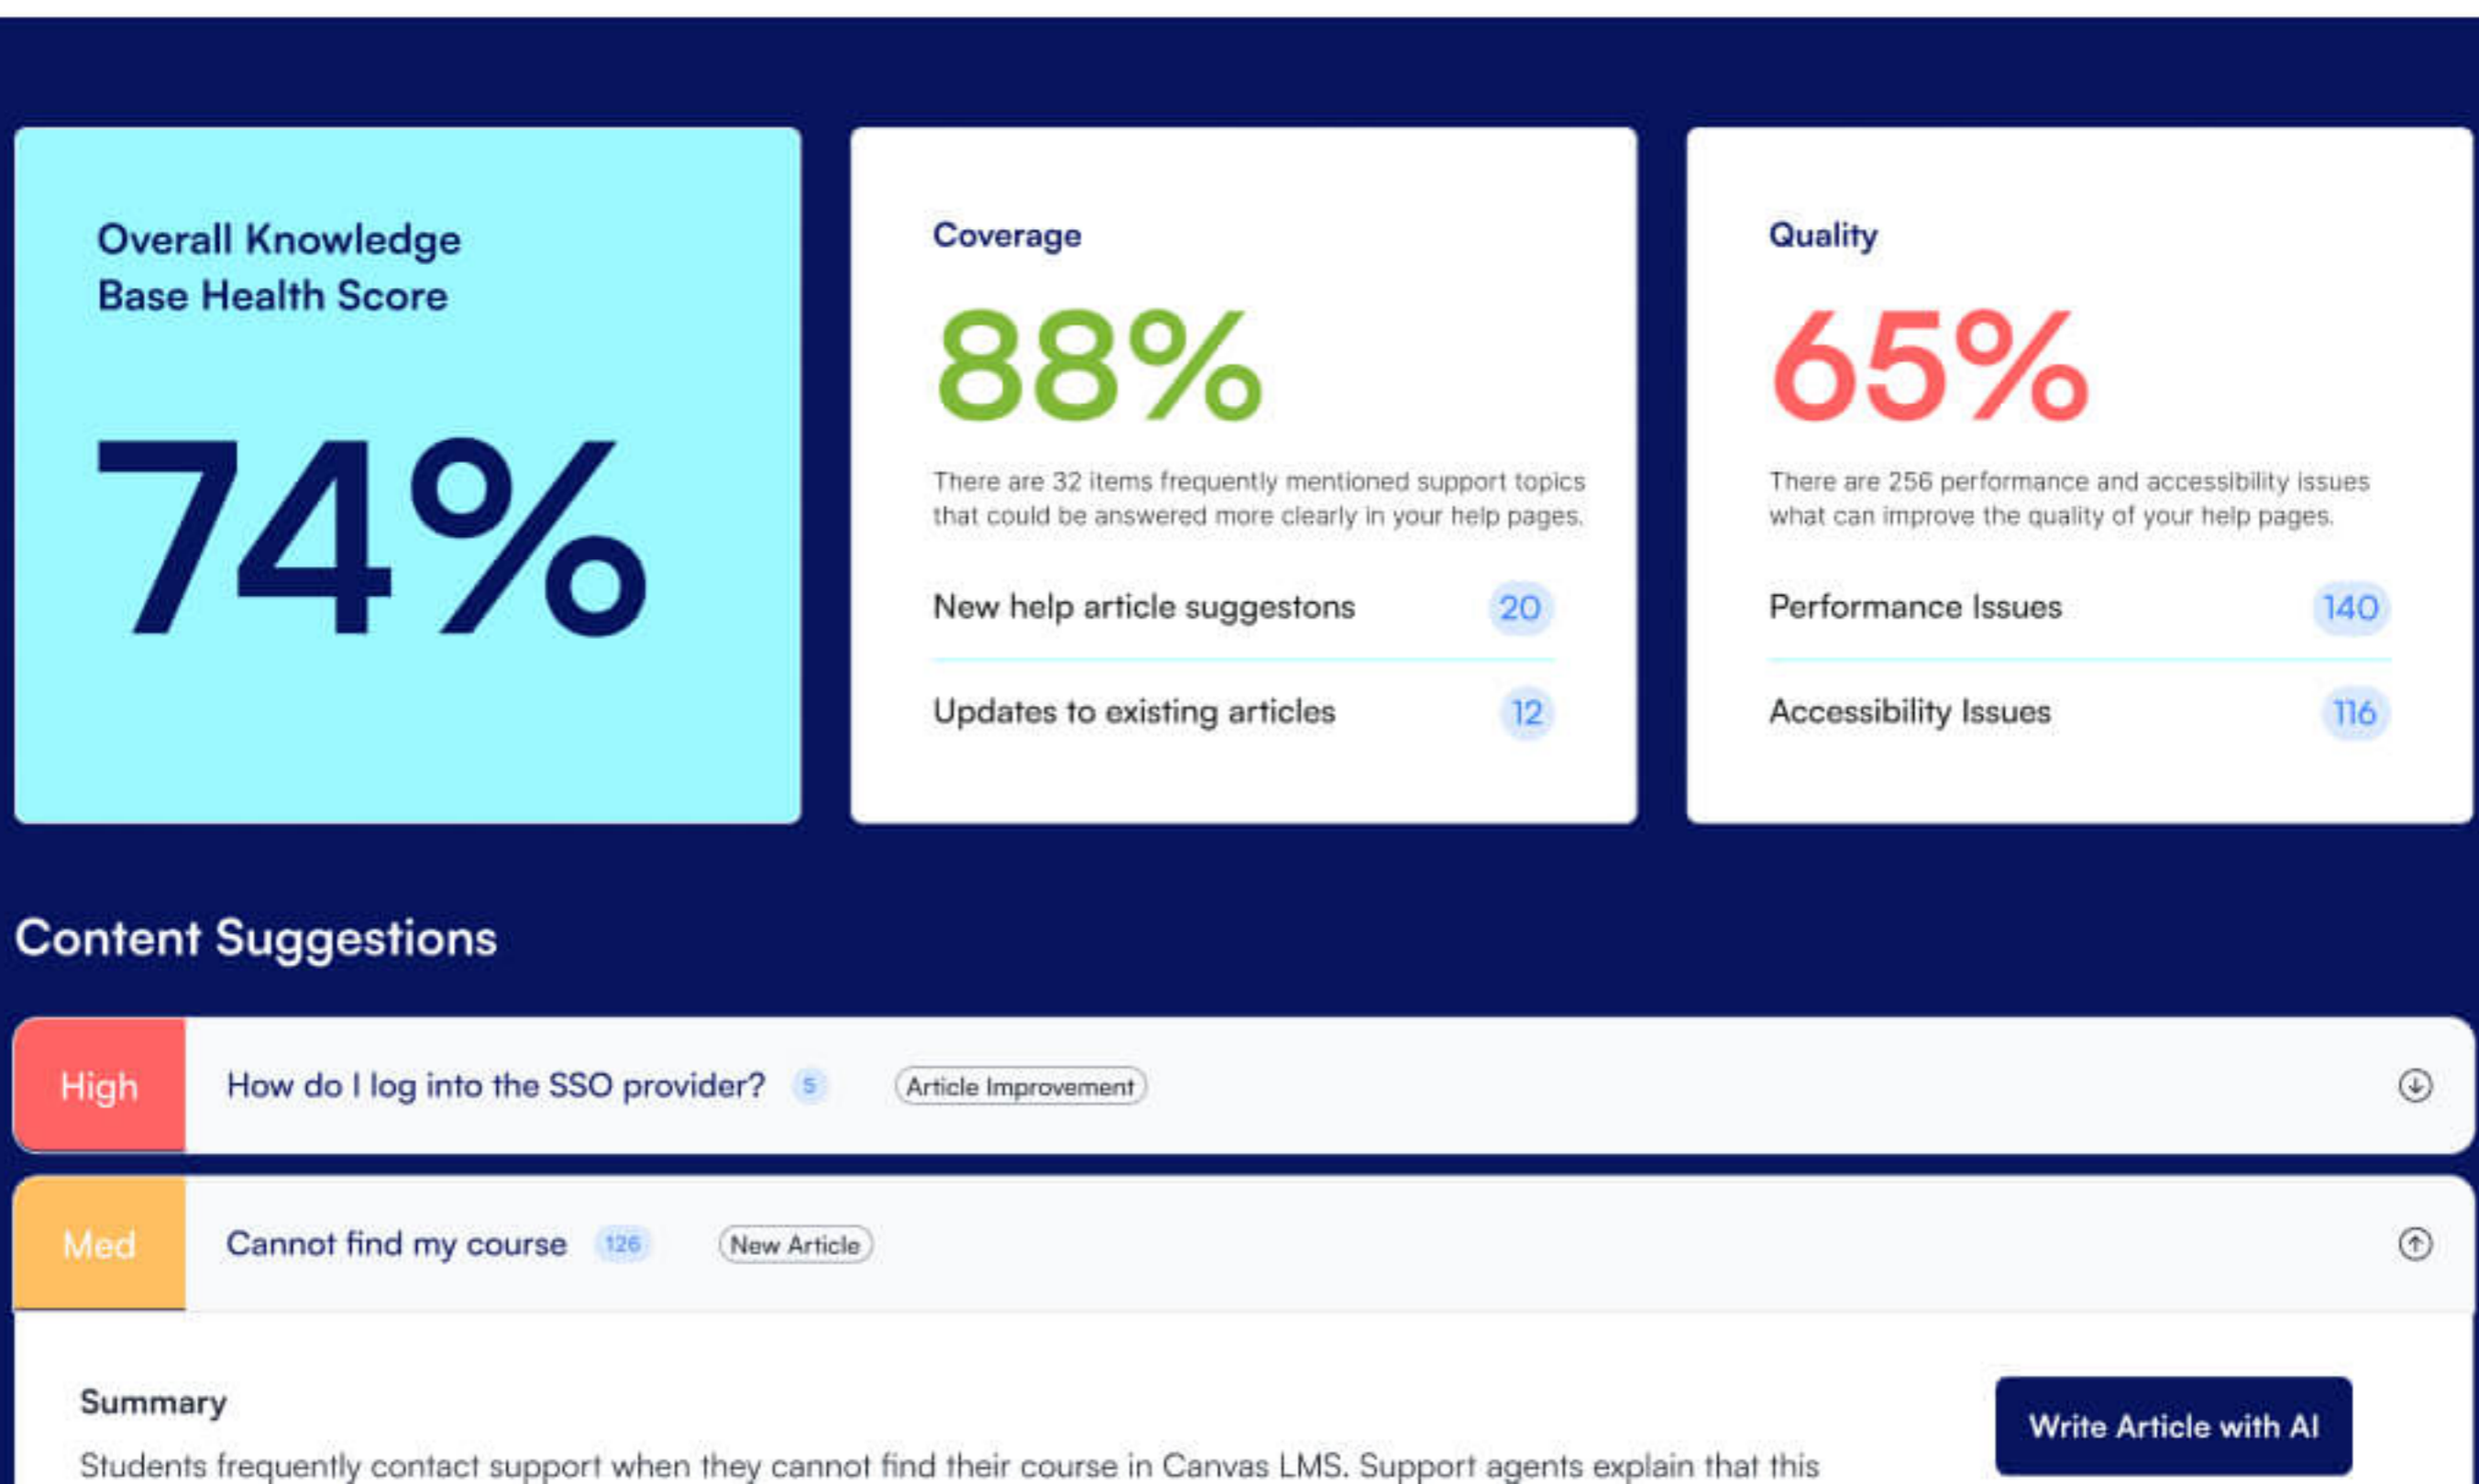 Overall Knowledge
Base Health Score
74%
Coverage
88%
There are 32 items frequently mentioned support topics
that could be answered more clearly in your help pages.
New help article suggestons 20
Updates to existing articles 12
Quality
65%
There are 256 performance and accessibility issues
what can improve the quality of your help pages.
Performance Issues 140
Accessibility Issues 116
Content Suggestions
High How do I log into the SSO provider? 5 Article Improvement
Med Cannot find my course 126 New Article
Summary
Write Article with AI
Students frequently contact support when they cannot find their course in Canvas LMS. Support agents explain that this